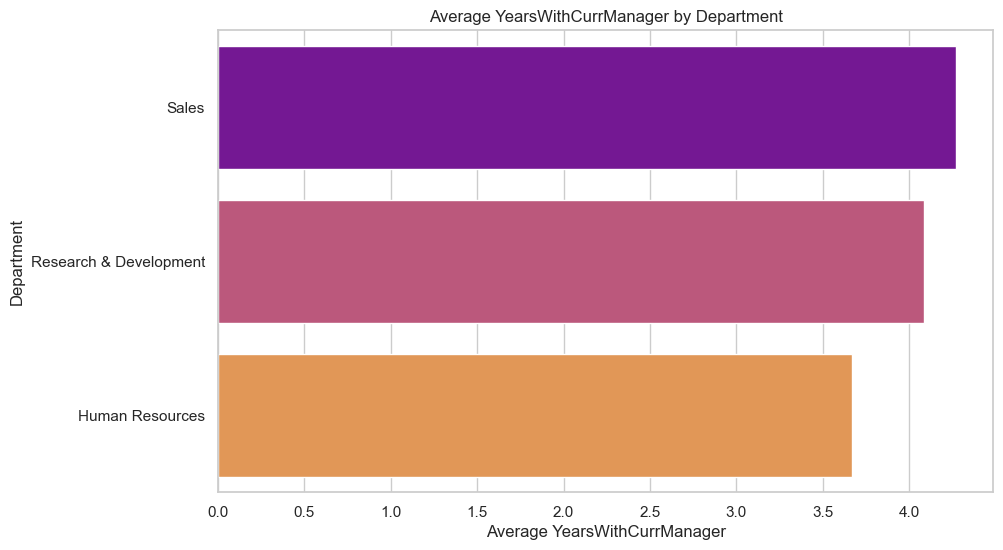 Average YearsWithCurrManager by Department
Department
Sales
Research & Development
Human Resources
0.0 0.5 1.0 1.5 2.0 2.5 3.0 3.5 4.0
Average YearsWithCurrManager